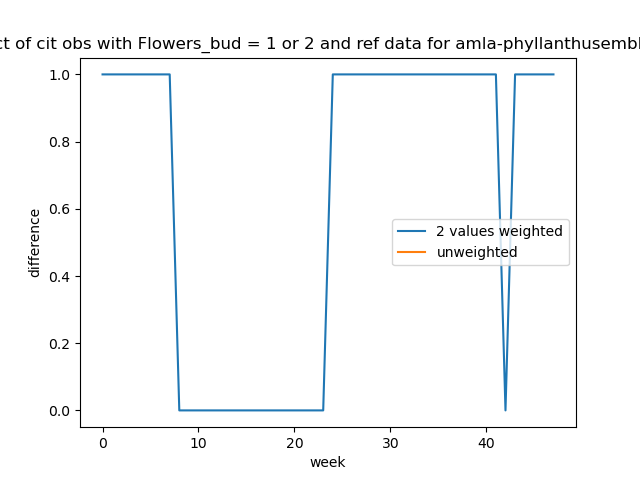 ct of cit obs with Flowers_bud = 1 or 2 and ref data for amla-phyllanthusembl
1.0
0.8
0.6
0.4
0.2
0.0
difference
2 values weighted
unweighted
0 10 20 30 40
week